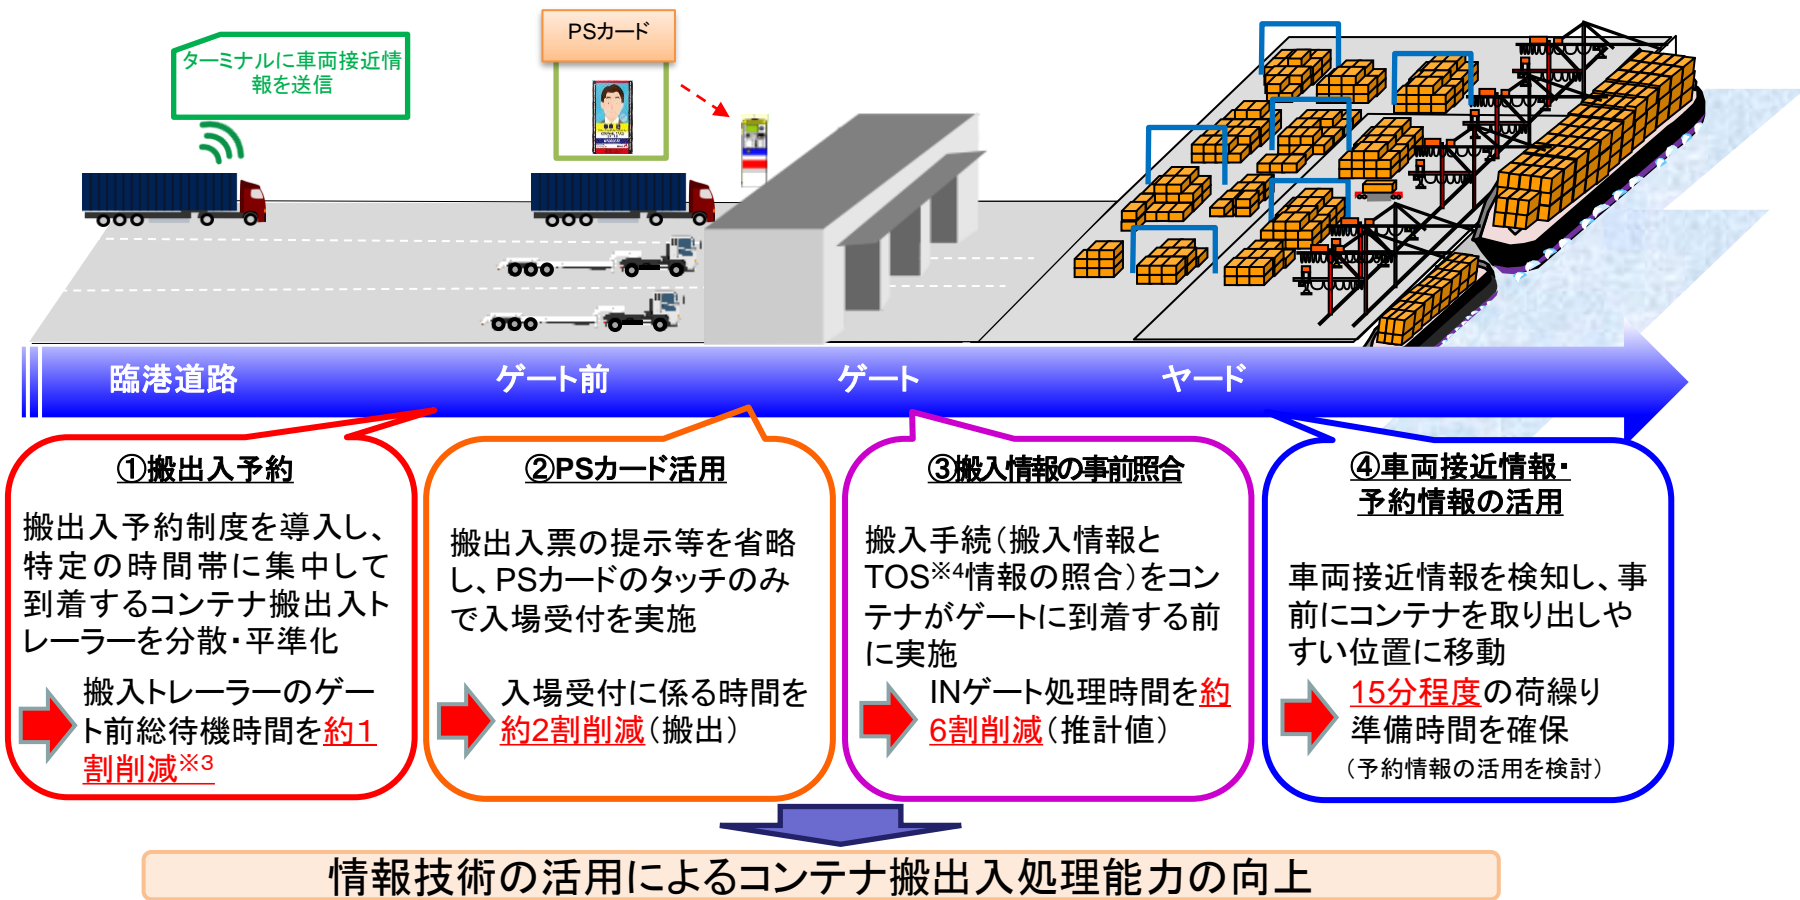 ターミナルに車両接近情
報を送信
PSカード
臨港道路
ゲート前
ゲート
ヤード
①搬出入予約
搬出入予約制度を導入し、
特定の時間帯に集中して
到着するコンテナ搬出入ト
レーラーを分散・平準化
搬入トレーラーのゲー
ト前総待機時間を約1
割削減※3
②PSカード活用
搬出入票の提示等を省略
し、PSカードのタッチのみ
で入場受付を実施
入場受付に係る時間を
約2割削減(搬出)
③搬入情報の事前照合
搬入手続(搬入情報と
TOS※4情報の照合)をコン
テナがゲートに到着する前
に実施
INゲート処理時間を約
6割削減(推計値)
④車両接近情報・
予約情報の活用
車両接近情報を検知し、事
前にコンテナを取り出しや
すい位置に移動
15分程度の荷繰り
準備時間を確保
(予約情報の活用を検討)
情報技術の活用によるコンテナ搬出入処理能力の向上